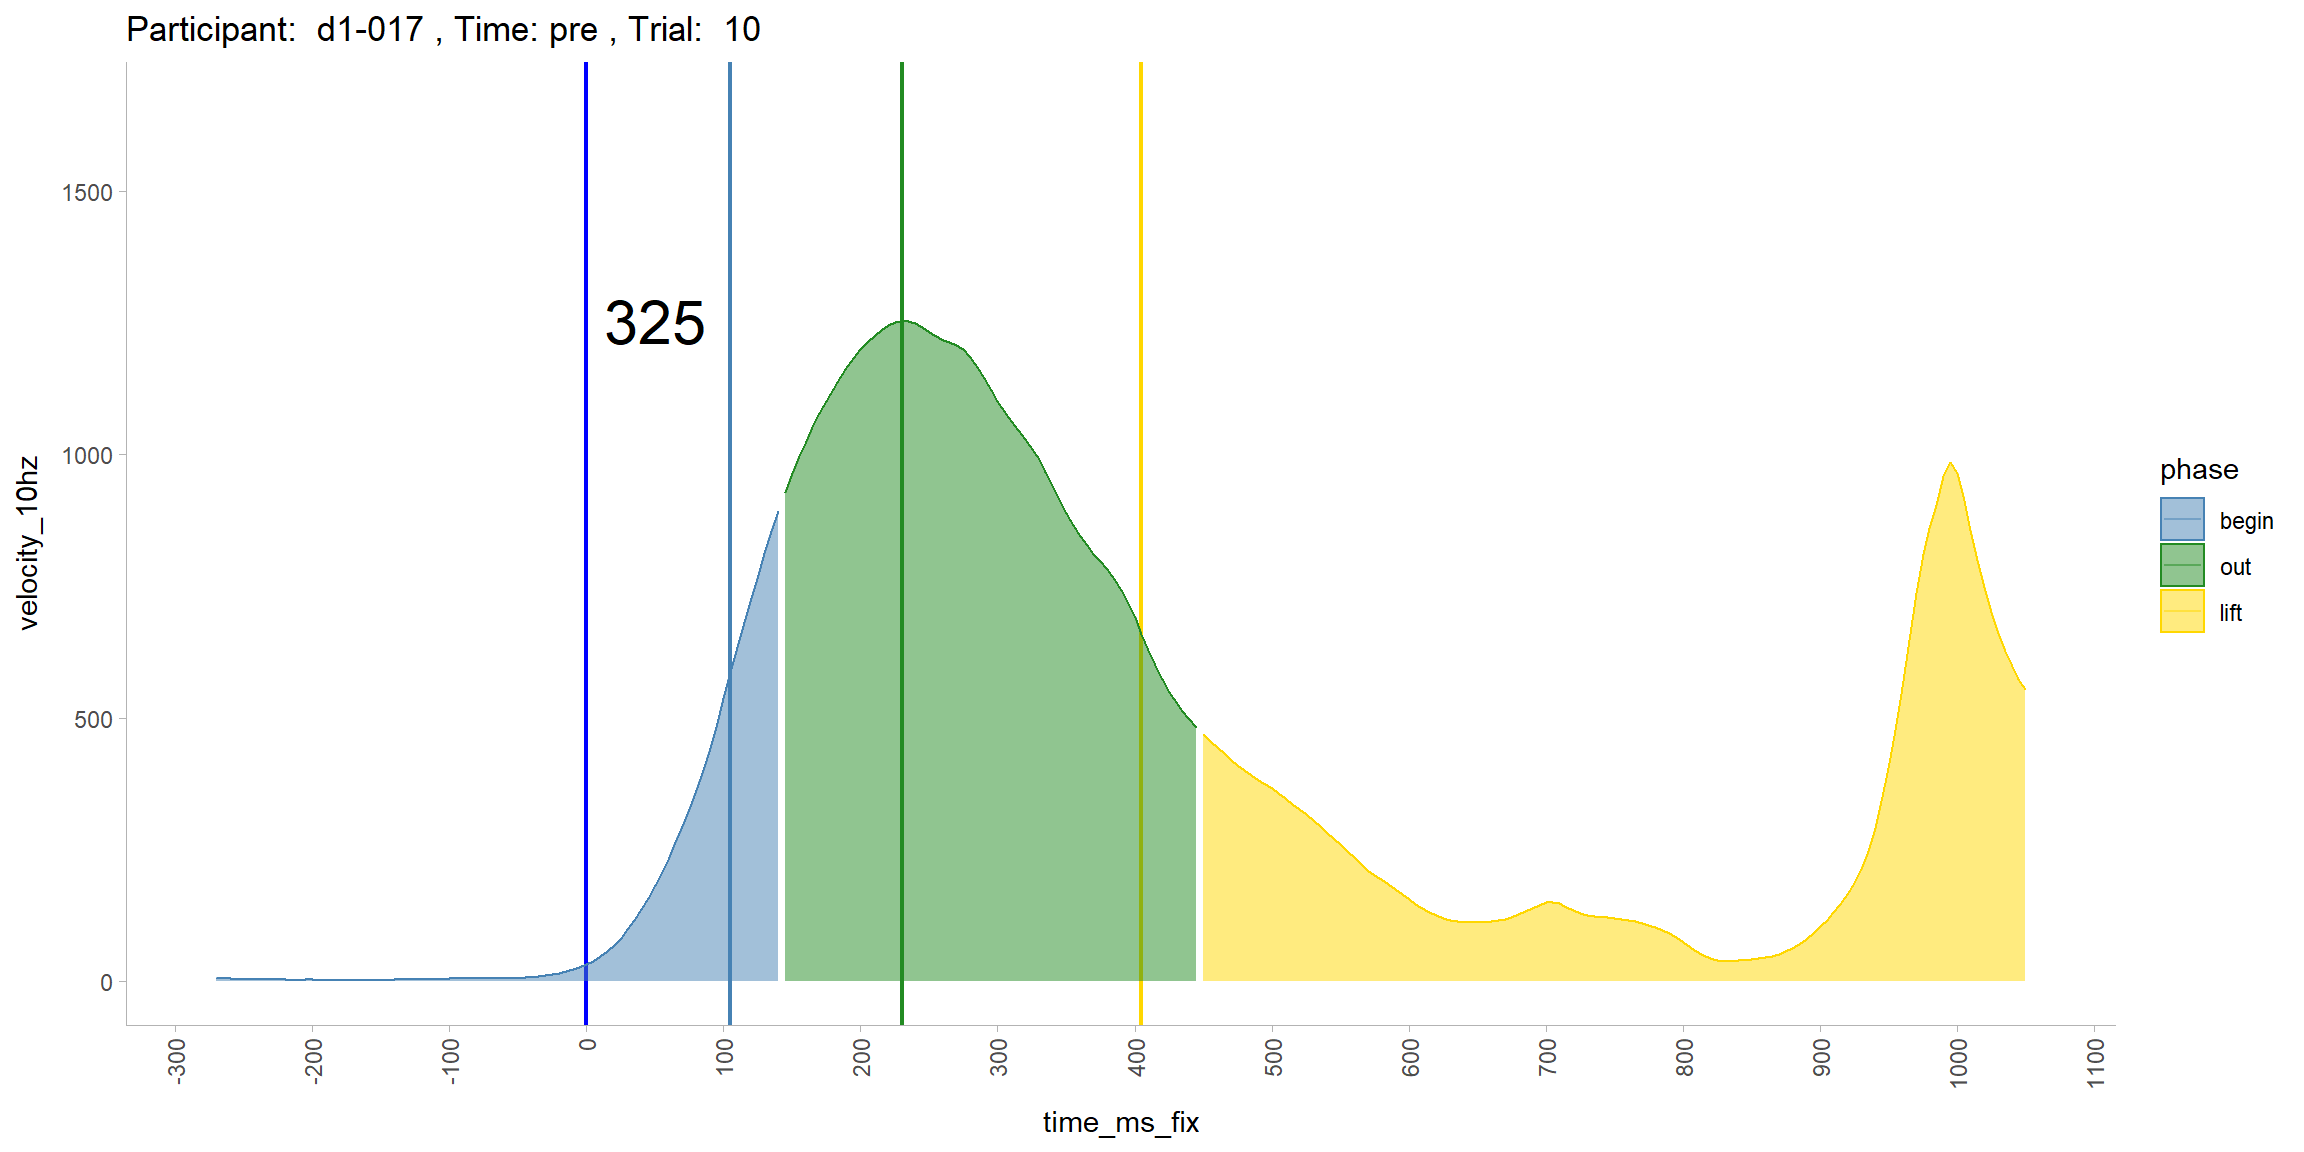 Participant:  d1-017 , Time: pre , Trial:  10
velocity_10hz
1500
1000
500
0
325
-300
-200
-100
0
100
200
300
400
500
600
700
800
900
1000
1100
time_ms_fix
phase
begin
out
lift